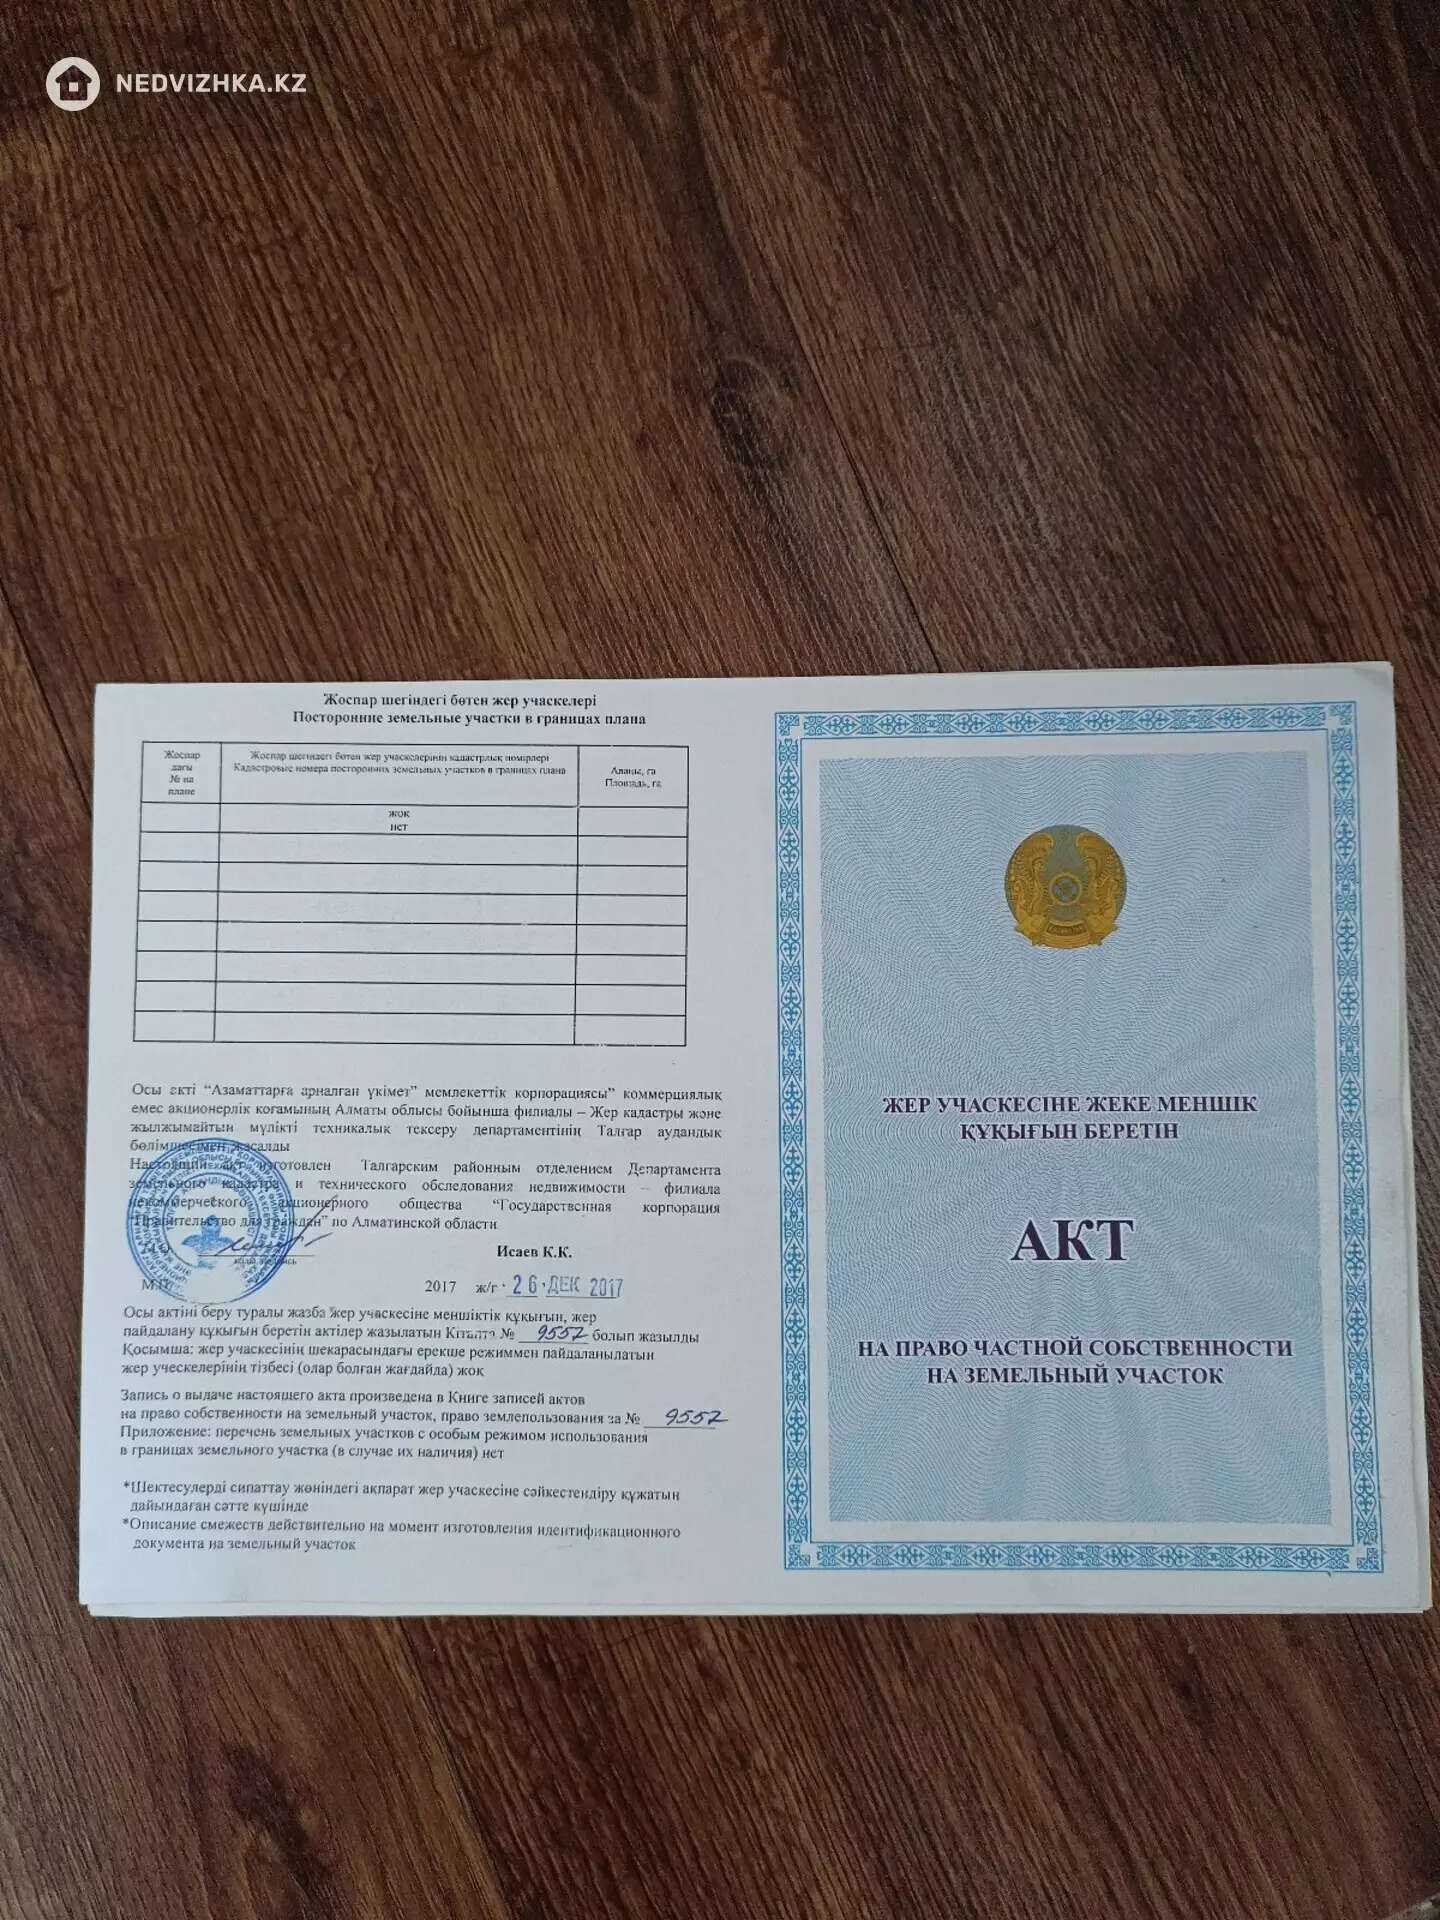 NEDVIZHKA.KZ
Жоспар шегіндегі бөтен жер учаскелері
Посторонние земельные участки в границах плана
Жоспар
дағы
№ на
плане
Жоспар шегіндегі бөтен жер учаскелерінің кадастрлық нөмірлері
Кадастровые номера посторонних земельных участков в границах плана
Алаңы, га
Площадь, га
жоқ
нет
Осы акті “Азаматтарға арналған үкімет” мемлекеттік корпорациясы” коммерциялық
емес акционерлік қоғамының Алматы облысы бойынша филиалы – Жер кадастры және
жылжымайтын мүлікті техникалық тексеру департаментінің Талғар аудандық
бөлімшесімен жасалды
Настоящий акт изготовлен Талгарским районным отделением Департамента
земельного кадастра и технического обследования недвижимости – филиала
некоммерческого акционерного общества “Государственная корпорация
“Правительство для граждан” по Алматинской области
Исаев К.К.
М.П.
2017 ж/г. 26 ДЕК 2017
Осы актіні беру туралы жазба жер учаскесіне меншіктік құқығын, жер
пайдалану құқығын беретін актілер жазылатын Кітапта № 9557 болып жазылды
Қосымша: жер учаскесінің шекарасындағы ерекше режиммен пайдаланылатын
жер уческелерінің тізбесі (олар болған жағдайда) жоқ
Запись о выдаче настоящего акта произведена в Книге записей актов
на право собственности на земельный участок, право землепользования за № 9557
Приложение: перечень земельных участков с особым режимом использования
в границах земельного участка (в случае их наличия) нет
*Шектесулерді сипаттау жөніндегі ақпарат жер учаскесіне сәйкестендіру құжатын
дайындаған сәтте күшінде
*Описание смежеств действительно на момент изготовления идентификационного
документа на земельный участок
ЖЕР УЧАСКЕСІНЕ ЖЕКЕ МЕНШІК
ҚҰҚЫҒЫН БЕРЕТІН
АКТ
НА ПРАВО ЧАСТНОЙ СОБСТВЕННОСТИ
НА ЗЕМЕЛЬНЫЙ УЧАСТОК